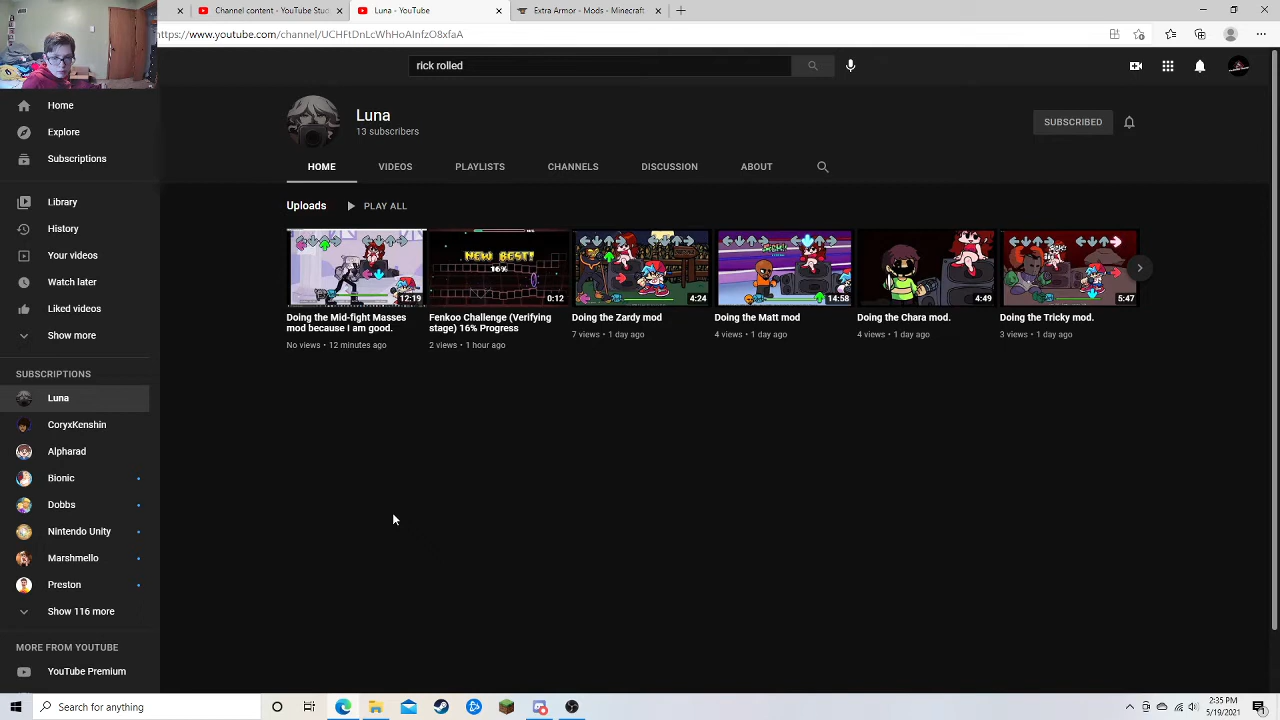 Channel content - YouTube Studio
Luna - YouTube
Extra Armor - Mods - Minecraft
https://www.youtube.com/channel/UCHFtDnLcWhHoAInfzO8xfaA
rick rolled
Home
Explore
Subscriptions
Library
History
Your videos
Watch later
Liked videos
Show more
SUBSCRIPTIONS
Luna
CoryxKenshin
Alpharad
Bionic
Dobbs
Nintendo Unity
Marshmello
Preston
Show 116 more
MORE FROM YOUTUBE
YouTube Premium
Luna
13 subscribers
SUBSCRIBED
HOME
VIDEOS
PLAYLISTS
CHANNELS
DISCUSSION
ABOUT
Uploads
PLAY ALL
12:19
Doing the Mid-fight Masses
mod because I am good.
No views • 12 minutes ago
NEW BEST!
16%
0:12
Fenkoo Challenge (Verifying
stage) 16% Progress
2 views • 1 hour ago
4:24
Doing the Zardy mod
7 views • 1 day ago
14:58
Doing the Matt mod
4 views • 1 day ago
4:49
Doing the Chara mod.
4 views • 1 day ago
5:47
Doing the Tricky mod.
3 views • 1 day ago
Search for anything
2:35 PM
5/19/2021